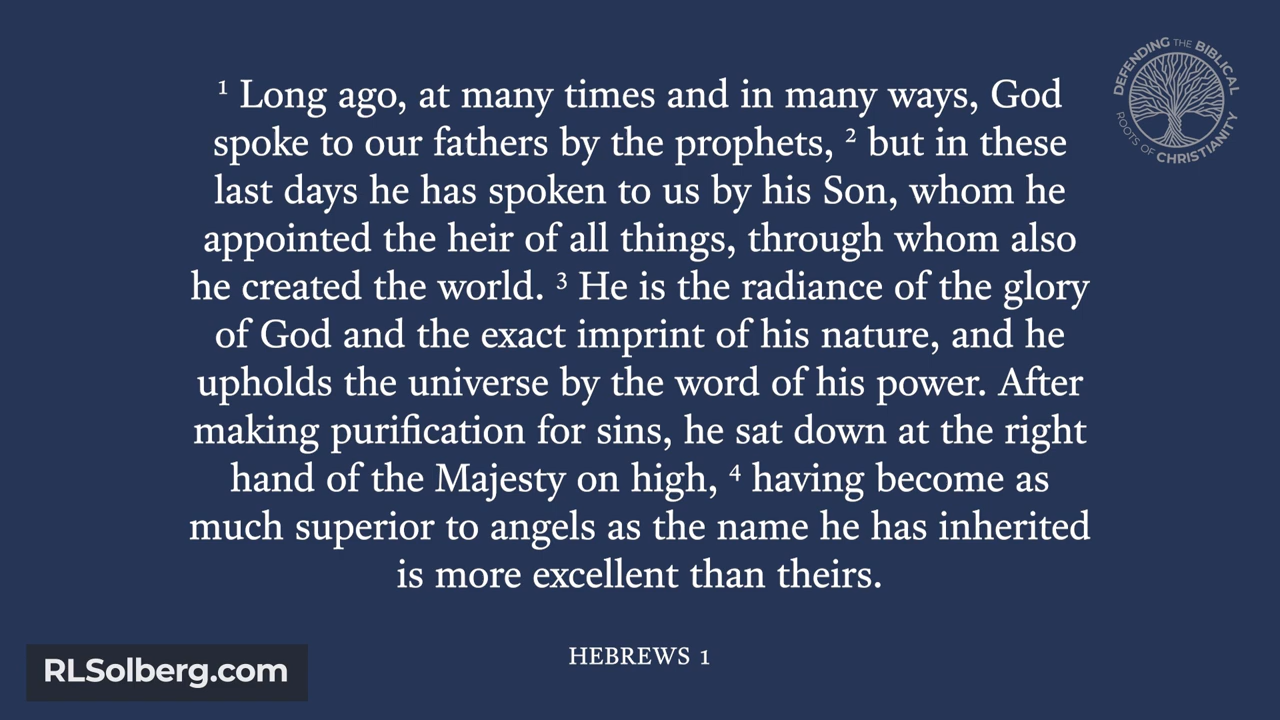 ¹ Long ago, at many times and in many ways, God
spoke to our fathers by the prophets, ² but in these
last days he has spoken to us by his Son, whom he
appointed the heir of all things, through whom also
he created the world. ³ He is the radiance of the glory
of God and the exact imprint of his nature, and he
upholds the universe by the word of his power. After
making purification for sins, he sat down at the right
hand of the Majesty on high, ⁴ having become as
much superior to angels as the name he has inherited
is more excellent than theirs.
HEBREWS 1
RLSolberg.com
DEFENDING THE BIBLICAL
ROOTS OF CHRISTIANITY